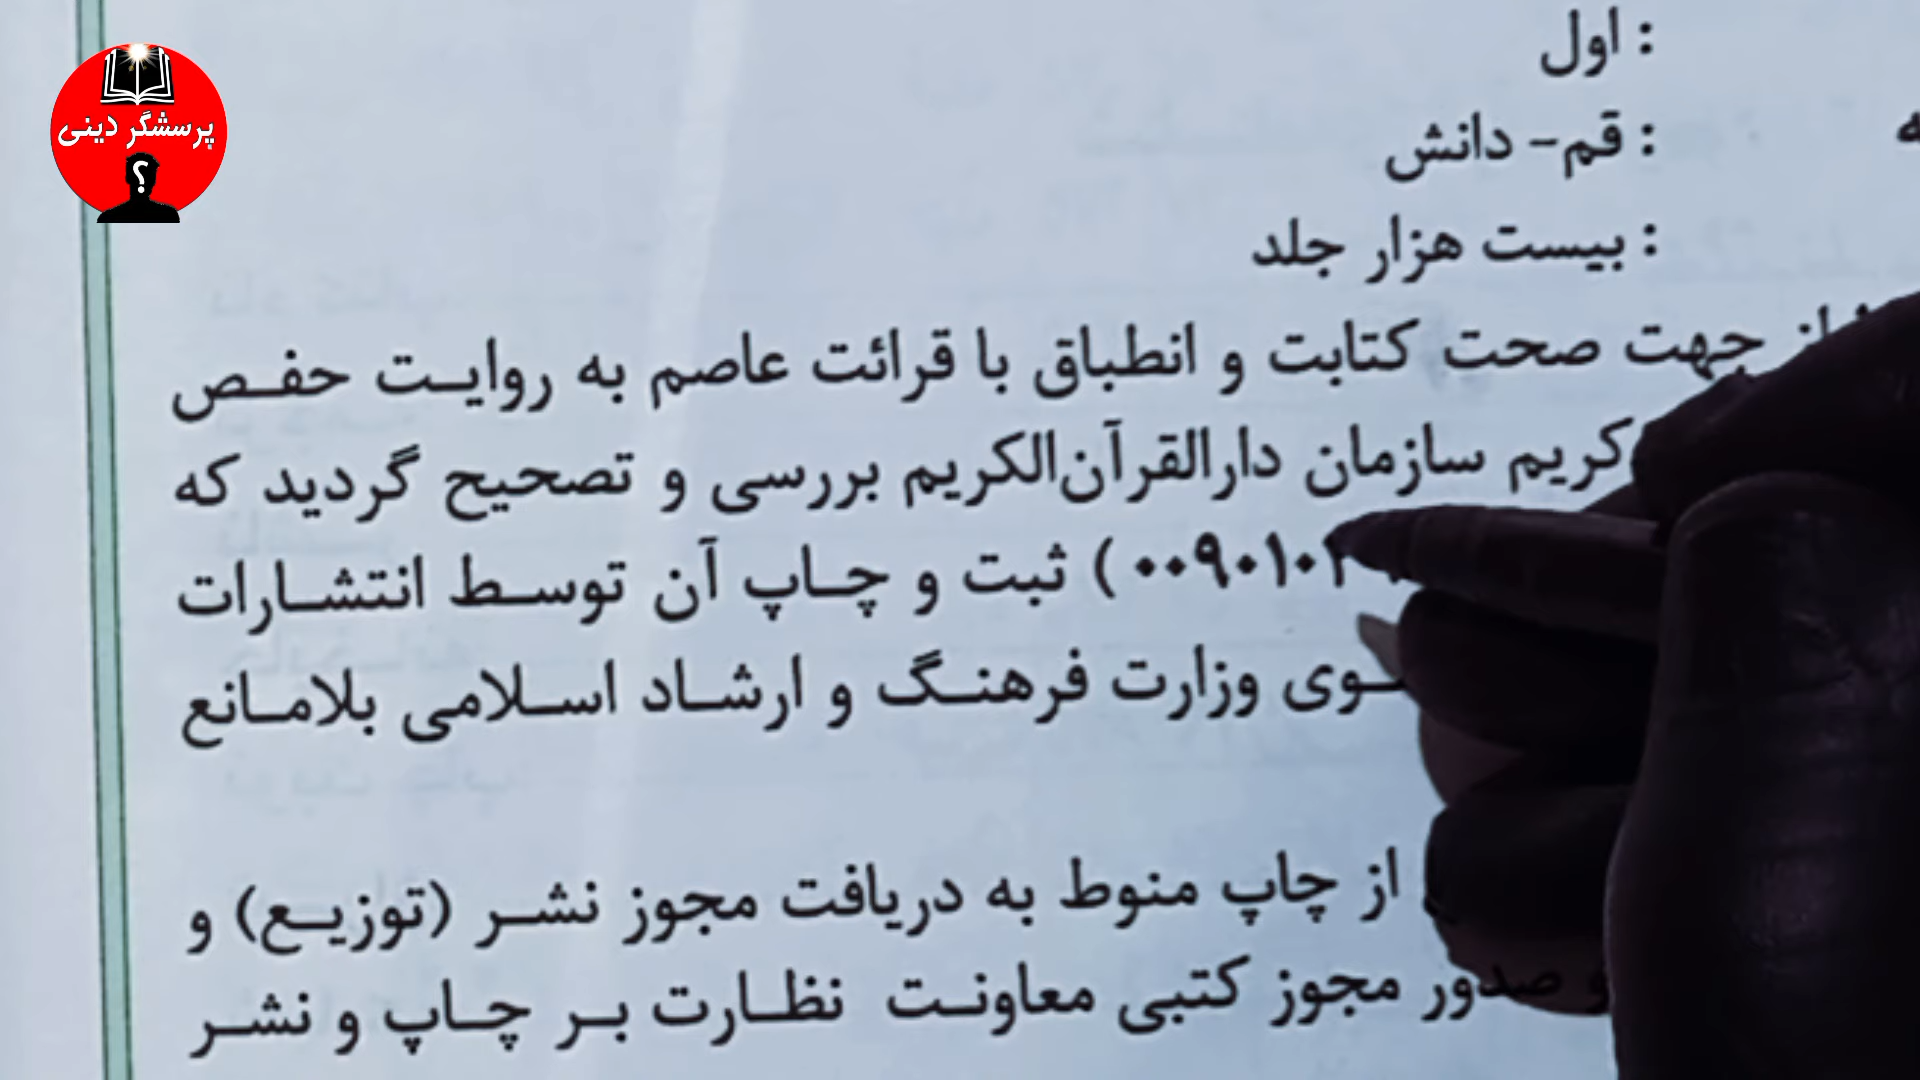 پرسشگر دینی
؟
: اول
: قم- دانش
: بیست هزار جلد
از جهت صحت کتابت و انطباق با قرائت عاصم به روایت حفص
کریم سازمان دارالقرآن‌الکریم بررسی و تصحیح گردید که
) ثبت و چاپ آن توسط انتشارات
وزارت فرهنگ و ارشاد اسلامی بلامانع
از چاپ منوط به دریافت مجوز نشر (توزیع) و
و صدور مجوز کتبی معاونت نظارت بر چاپ و نشر